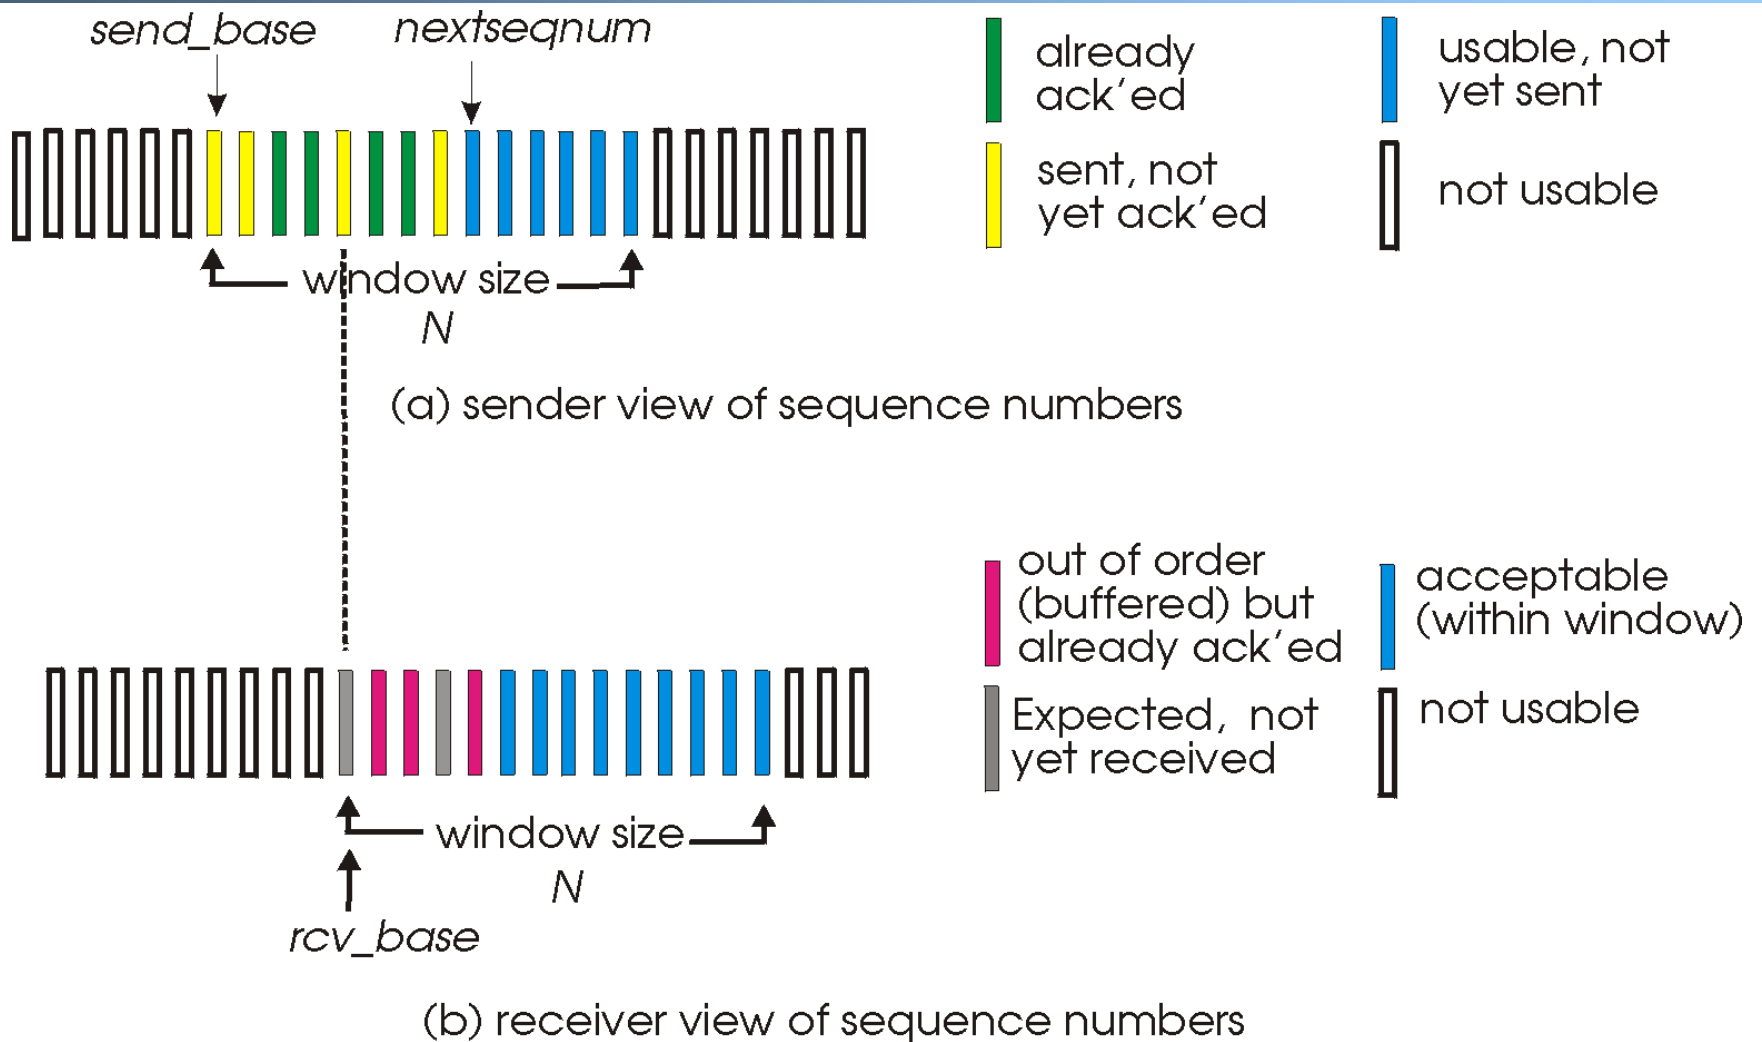 send_base
nextseqnum
already
ack'ed
usable, not
yet sent
sent, not
yet ack'ed
not usable
window size
N
(a) sender view of sequence numbers
out of order
(buffered) but
already ack'ed
acceptable
(within window)
Expected, not
yet received
not usable
window size
N
rcv_base
(b) receiver view of sequence numbers